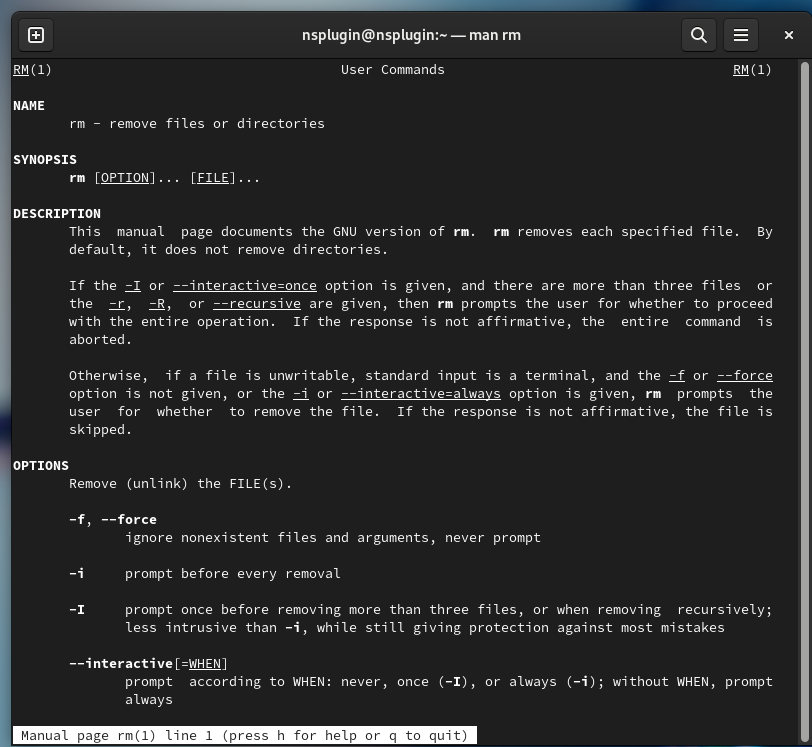 nsplugin@nsplugin:~ — man rm
RM(1) User Commands RM(1)
NAME
rm - remove files or directories
SYNOPSIS
rm [OPTION]... [FILE]...
DESCRIPTION
This manual page documents the GNU version of rm. rm removes each specified file. By
default, it does not remove directories.
If the -I or --interactive=once option is given, and there are more than three files or
the -r, -R, or --recursive are given, then rm prompts the user for whether to proceed
with the entire operation. If the response is not affirmative, the entire command is
aborted.
Otherwise, if a file is unwritable, standard input is a terminal, and the -f or --force
option is not given, or the -i or --interactive=always option is given, rm prompts the
user for whether to remove the file. If the response is not affirmative, the file is
skipped.
OPTIONS
Remove (unlink) the FILE(s).
-f, --force
ignore nonexistent files and arguments, never prompt
-i prompt before every removal
-I prompt once before removing more than three files, or when removing recursively;
less intrusive than -i, while still giving protection against most mistakes
--interactive[=WHEN]
prompt according to WHEN: never, once (-I), or always (-i); without WHEN, prompt
always
Manual page rm(1) line 1 (press h for help or q to quit)